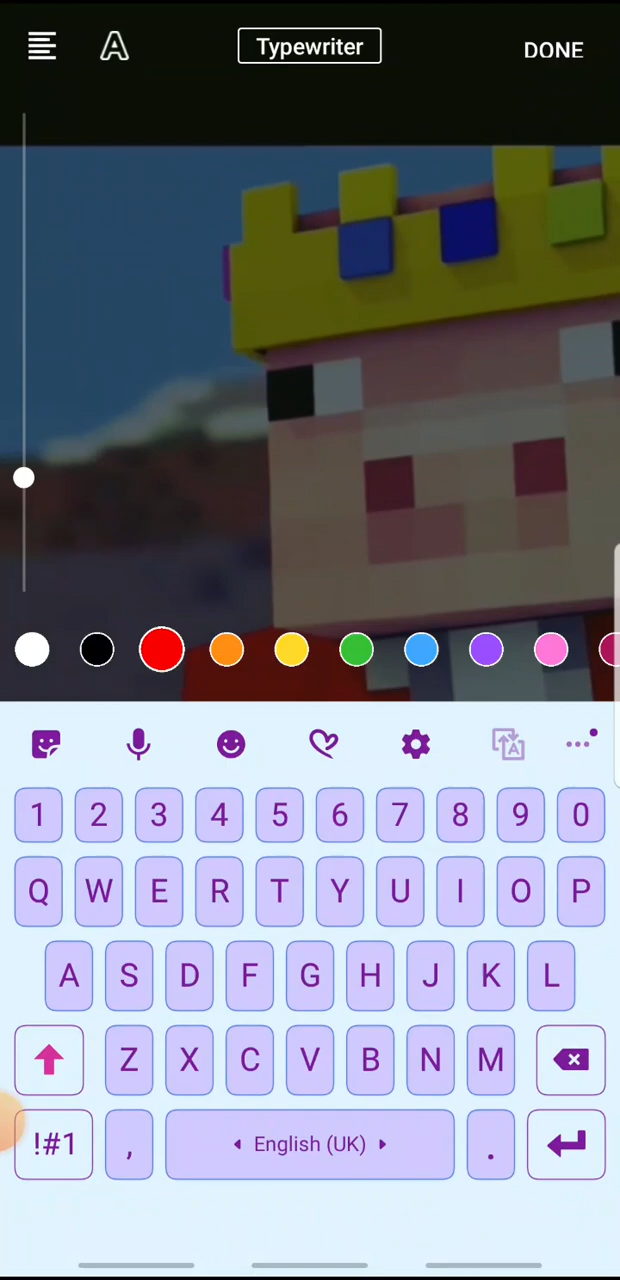 A Typewriter DONE
1 2 3 4 5 6 7 8 9 0
Q W E R T Y U I O P
A S D F G H J K L
Z X C V B N M
!#1 , English (UK) .